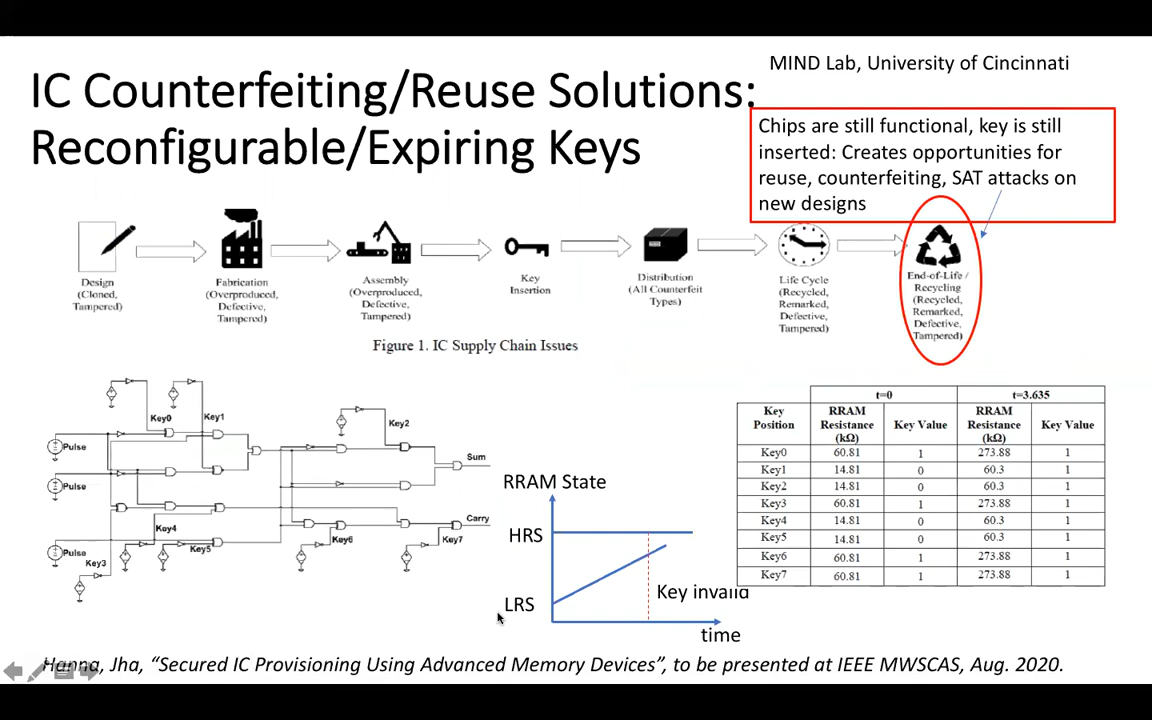 MIND Lab, University of Cincinnati
IC Counterfeiting/Reuse Solutions:
Reconfigurable/Expiring Keys
Chips are still functional, key is still
inserted: Creates opportunities for
reuse, counterfeiting, SAT attacks on
new designs
Design
(Cloned,
Tampered)
Fabrication
(Overproduced,
Defective,
Tampered)
Assembly
(Overproduced,
Defective,
Tampered)
Key
Insertion
Distribution
(All Counterfeit
Types)
Life Cycle
(Recycled,
Remarked,
Defective,
Tampered)
End-of-Life /
Recycling
(Recycled,
Remarked,
Defective,
Tampered)
Figure 1. IC Supply Chain Issues
Key0
Key1
Key2
Pulse
Pulse
Pulse
Key3
Key4
Key5
Key6
Key7
Sum
Carry
RRAM State
HRS
LRS
Key invalid
time
t=0 t=3.635
Key Position RRAM Resistance (kΩ) Key Value RRAM Resistance (kΩ) Key Value
Key0 60.81 1 273.88 1
Key1 14.81 0 60.3 1
Key2 14.81 0 60.3 1
Key3 60.81 1 273.88 1
Key4 14.81 0 60.3 1
Key5 14.81 0 60.3 1
Key6 60.81 1 273.88 1
Key7 60.81 1 273.88 1
Hanna, Jha, “Secured IC Provisioning Using Advanced Memory Devices”, to be presented at IEEE MWSCAS, Aug. 2020.